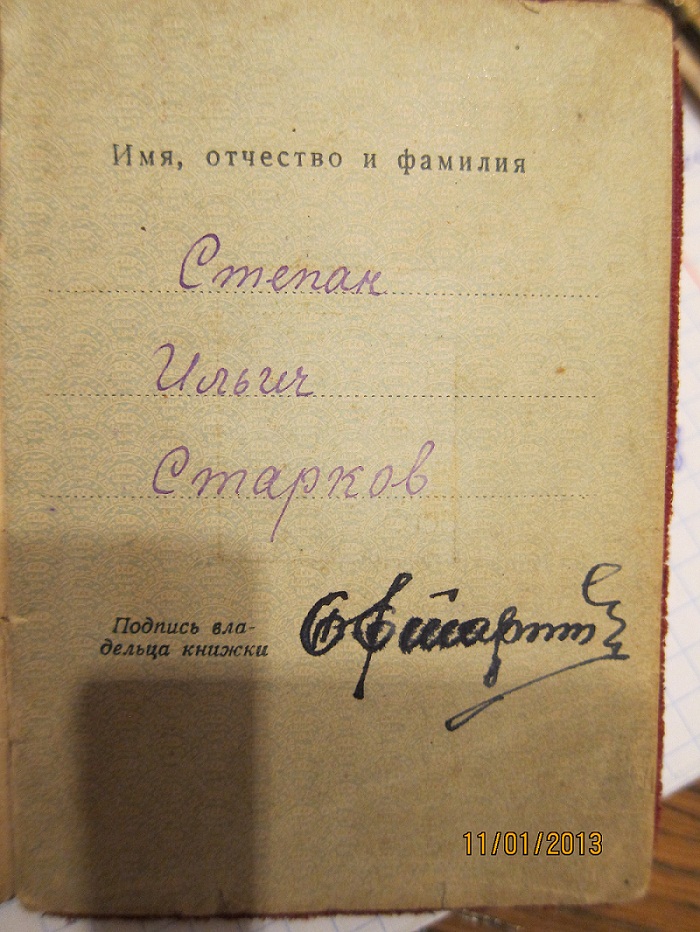 Имя, отчество и фамилия
Степан
Ильич
Старков
Подпись вла-
дельца книжки
11/01/2013